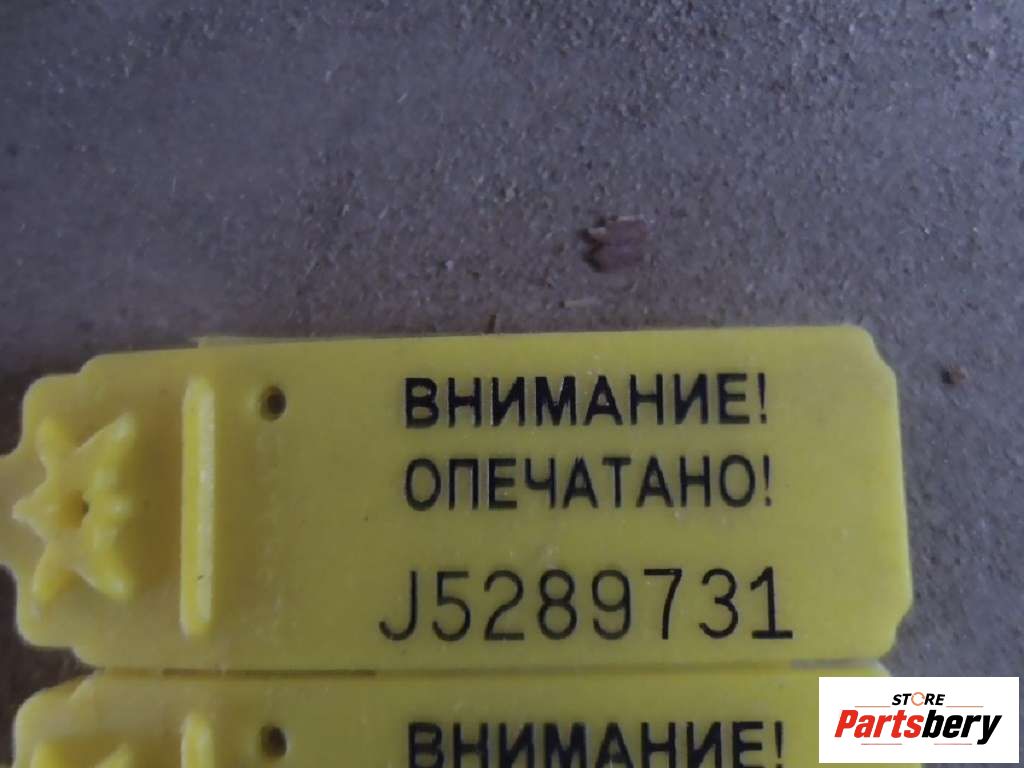 ВНИМАНИЕ!
ОПЕЧАТАНО!
J5289731
ВНИМАНИЕ!
STORE
Partsbery